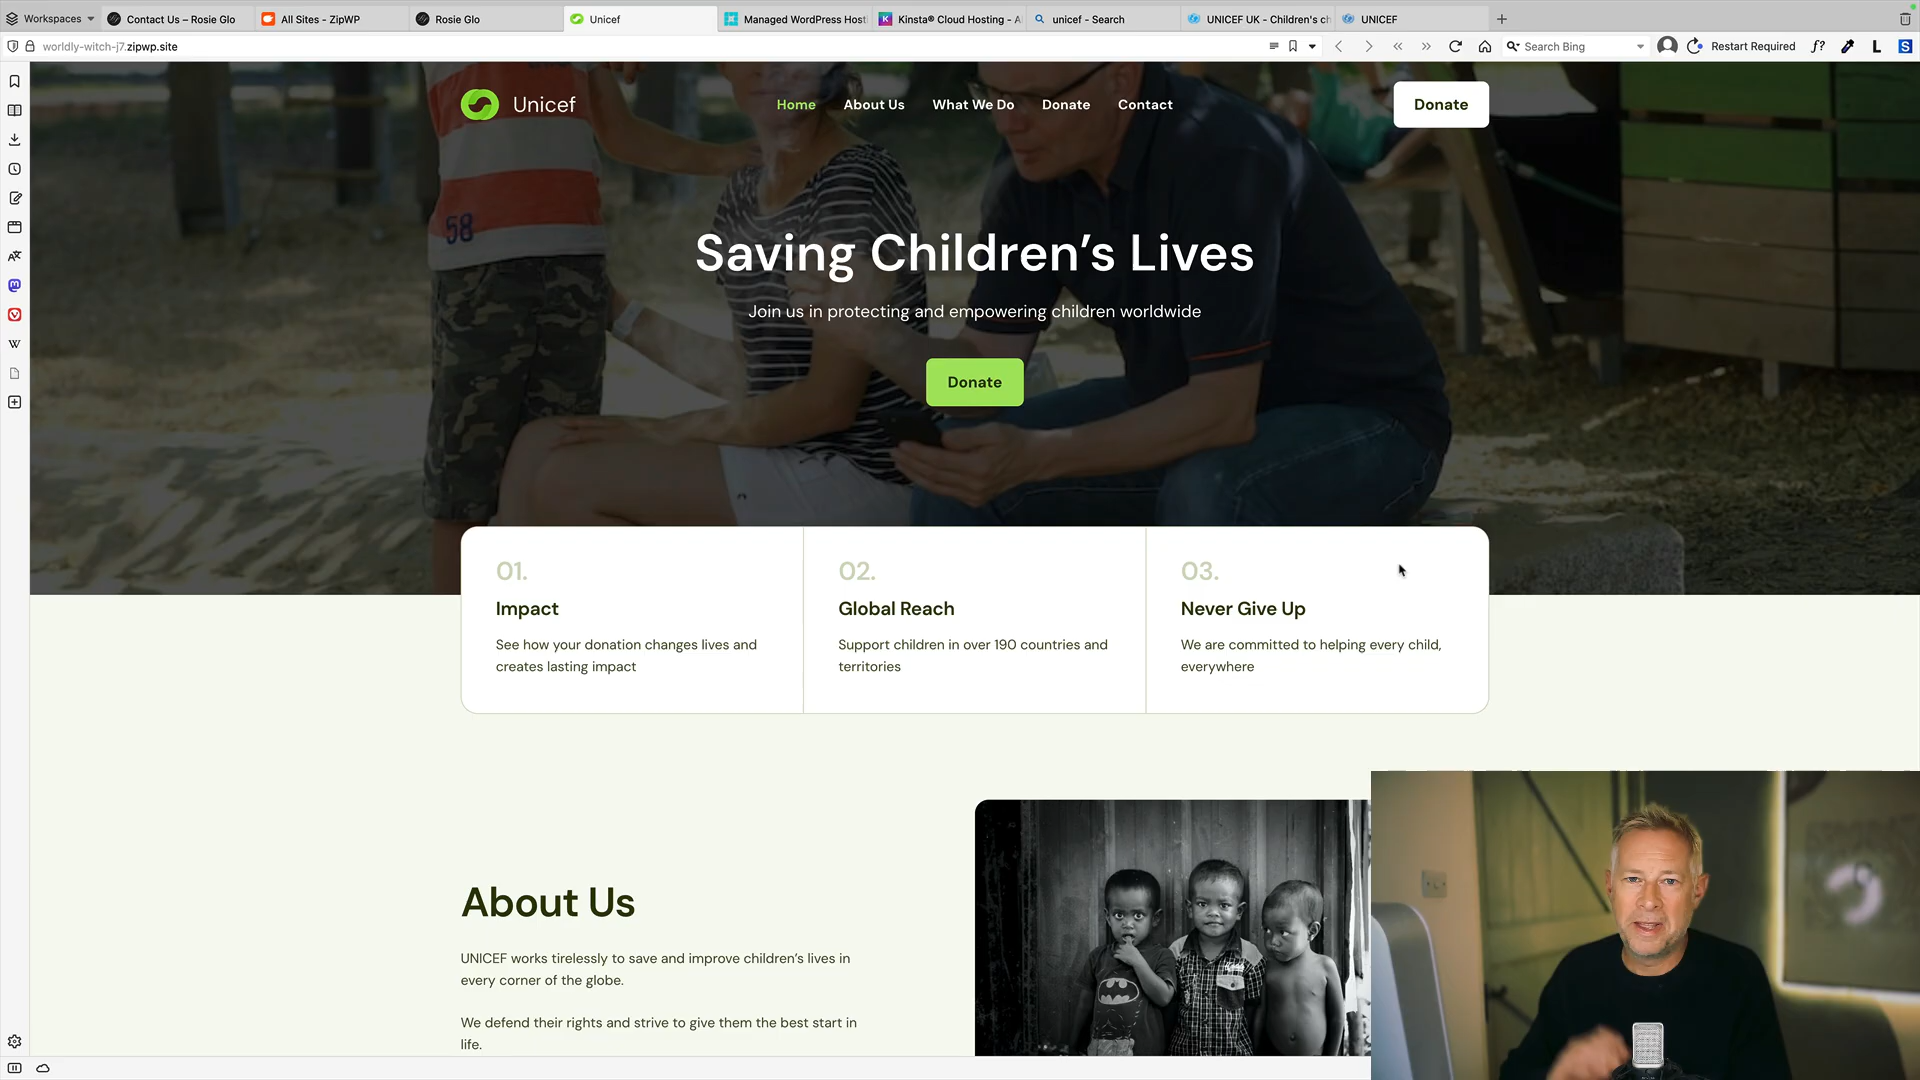 Workspaces
Contact Us – Rosie Glo
All Sites - ZipWP
Rosie Glo
Unicef
Managed WordPress Host
Kinsta® Cloud Hosting - A
unicef - Search
UNICEF UK - Children's ch
UNICEF
worldly-witch-j7.zipwp.site
Search Bing
Restart Required
f?
L
S
Unicef
Home
About Us
What We Do
Donate
Contact
Donate
58
Saving Children’s Lives
Join us in protecting and empowering children worldwide
Donate
01.
Impact
See how your donation changes lives and
creates lasting impact
02.
Global Reach
Support children in over 190 countries and
territories
03.
Never Give Up
We are committed to helping every child,
everywhere
About Us
UNICEF works tirelessly to save and improve children’s lives in
every corner of the globe.
We defend their rights and strive to give them the best start in
life.